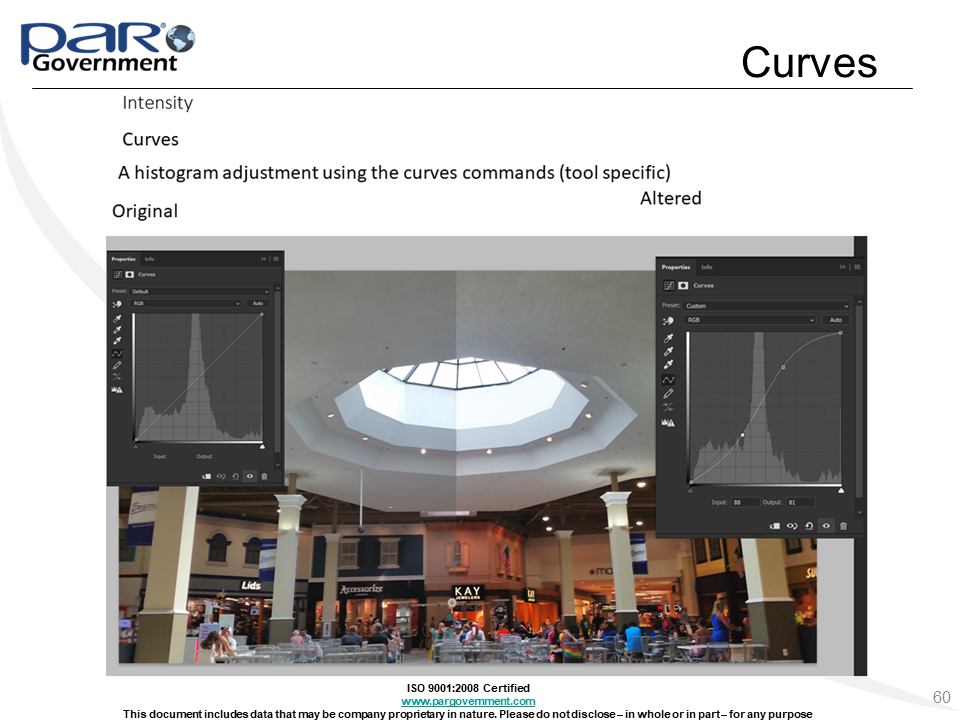 PAR®
Government
Curves
Intensity
Curves
A histogram adjustment using the curves commands (tool specific)
Altered
Original
Properties Info
Curves
Preset: Default
RGB Auto
Input: Output:
Properties Info
Curves
Preset: Custom
RGB Auto
Input: 88 Output: 81
Lids
Accessorize
KAY
JEWELERS
ISO 9001:2008 Certified
www.pargovernment.com
This document includes data that may be company proprietary in nature. Please do not disclose – in whole or in part – for any purpose
60